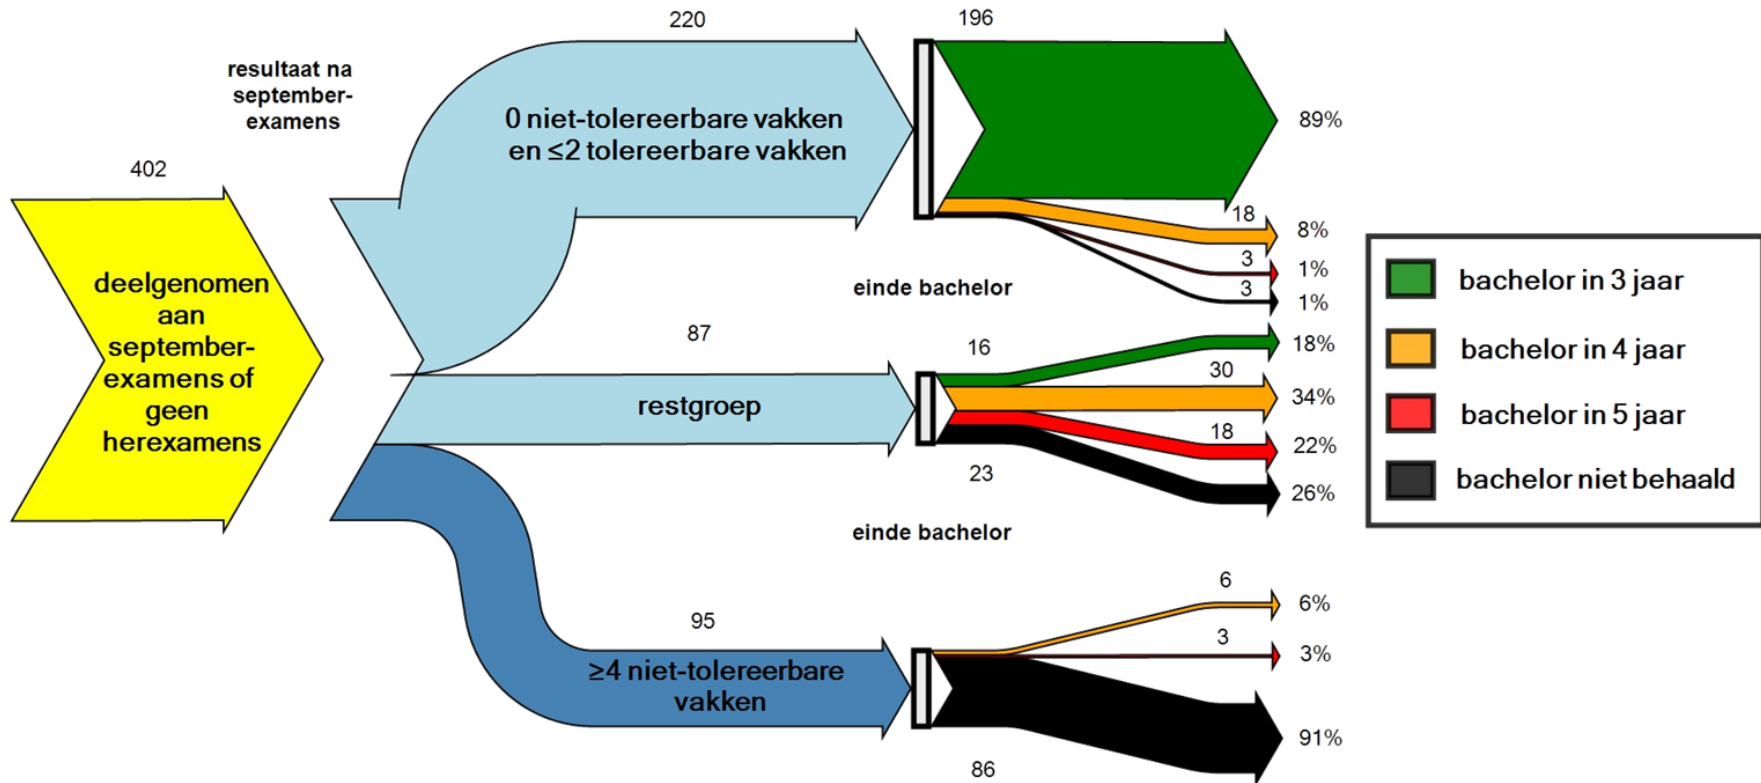 220
196
resultaat na
september-
examens
0 niet-tolereerbare vakken
en ≤2 tolereerbare vakken
89%
402
18
8%
3
1%
3
1%
deelgenomen
aan
september-
examens of
geen
herexamens
einde bachelor
bachelor in 3 jaar
bachelor in 4 jaar
bachelor in 5 jaar
bachelor niet behaald
87
16
18%
30
34%
restgroep
18
22%
23
26%
einde bachelor
6
6%
95
3
3%
≥4 niet-tolereerbare
vakken
91%
86